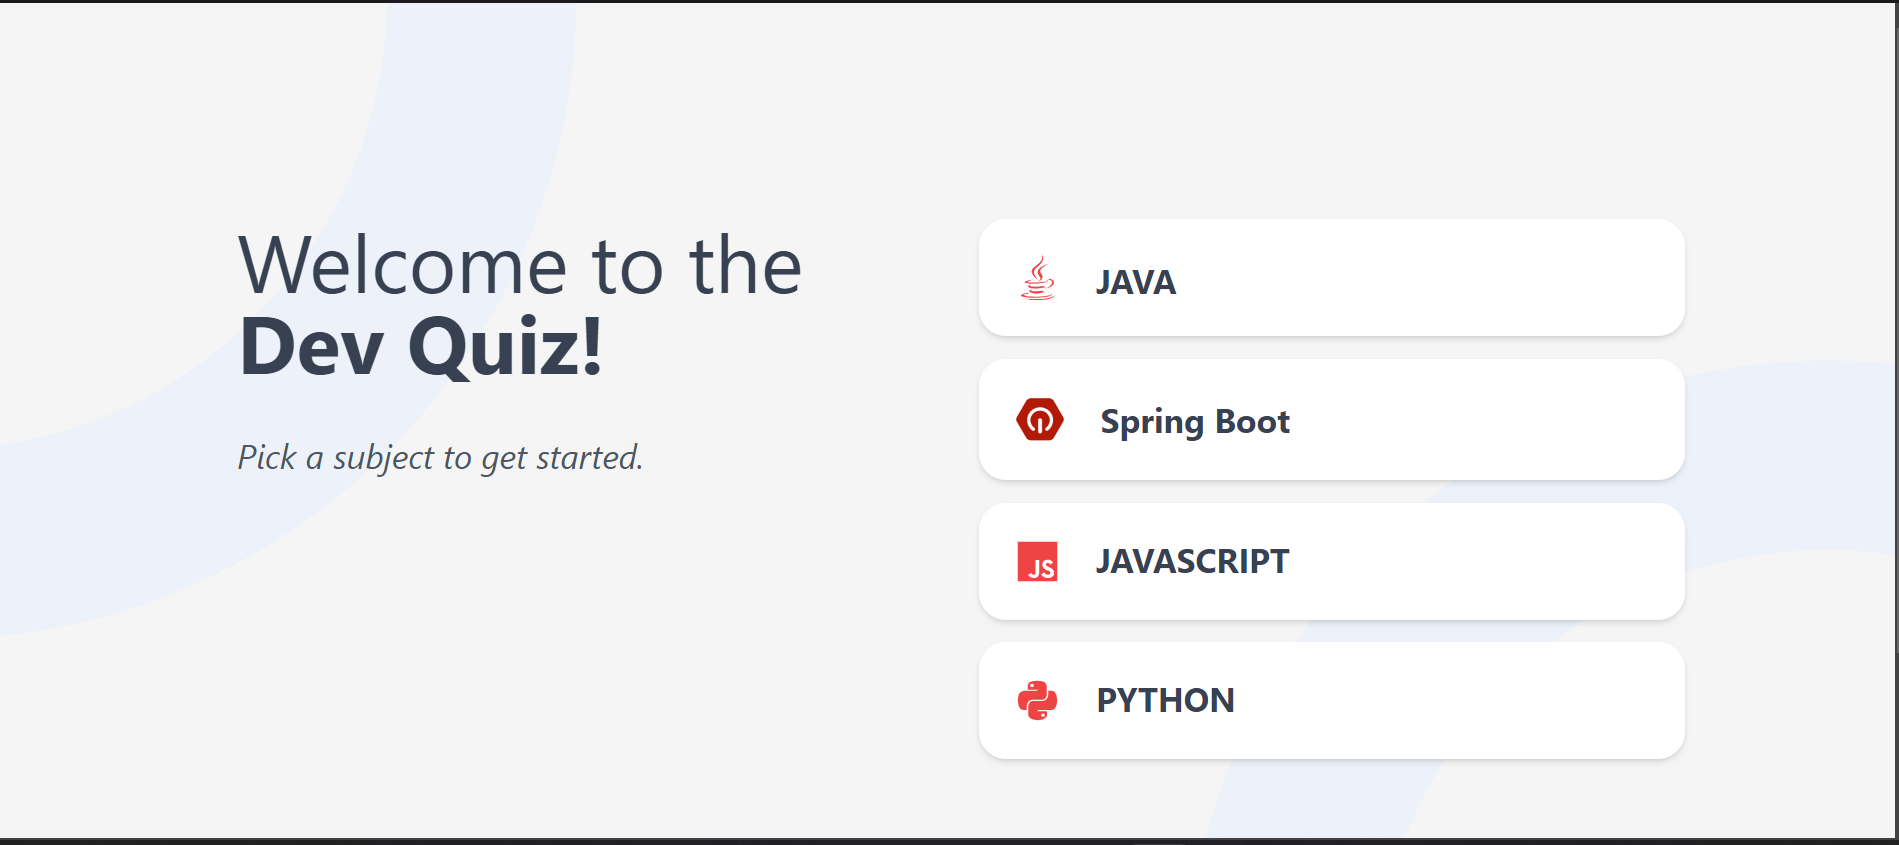 Welcome to the
Dev Quiz!
Pick a subject to get started.
JAVA
Spring Boot
JS
JAVASCRIPT
PYTHON